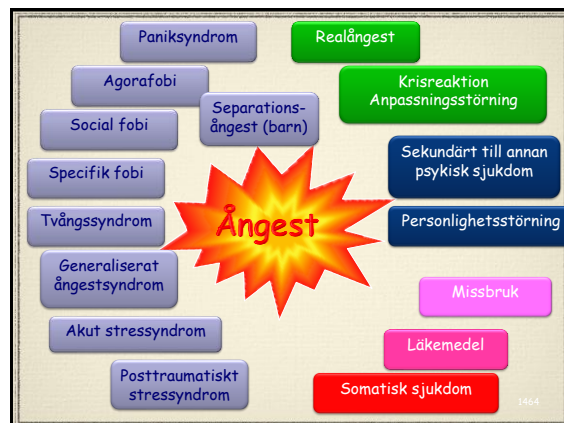 Paniksyndrom
Realångest
Agorafobi
Krisreaktion
Anpassningsstörning
Separations-
ångest (barn)
Social fobi
Sekundärt till annan
psykisk sjukdom
Specifik fobi
Tvångssyndrom
Ångest
Personlighetsstörning
Generaliserat
ångestsyndrom
Missbruk
Akut stressyndrom
Läkemedel
Posttraumatiskt
stressyndrom
Somatisk sjukdom
1464